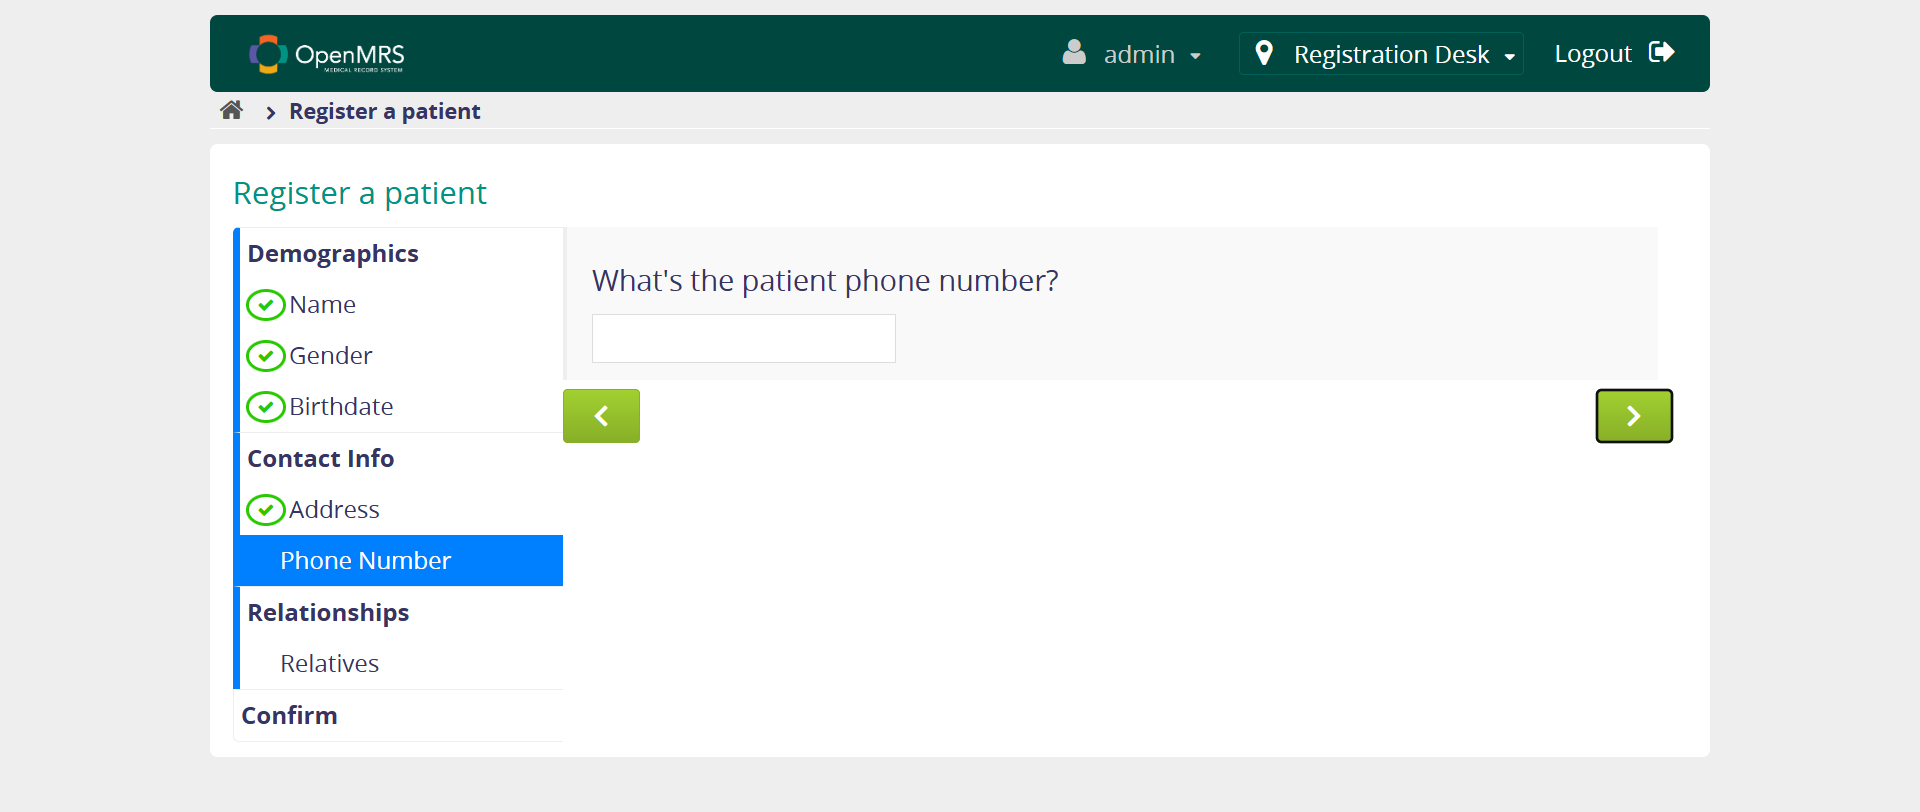 OpenMRS
MEDICAL RECORD SYSTEM
admin
Registration Desk
Logout
Register a patient
Register a patient
Demographics
Name
Gender
Birthdate
Contact Info
Address
Phone Number
Relationships
Relatives
Confirm
What's the patient phone number?